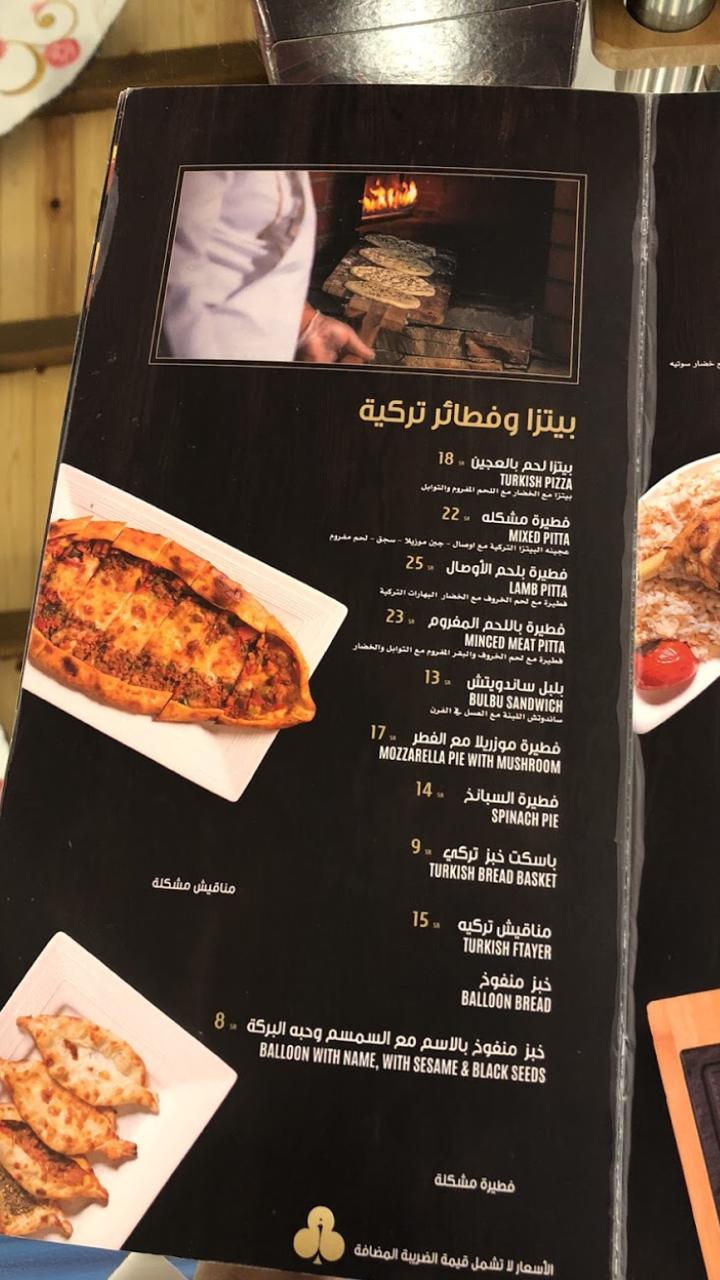 بيتزا وفطائر تركية
بيتزا لحم بالعجين 18 SR
TURKISH PIZZA
بيتزا مع الخضار مع اللحم المفروم والتوابل
فطيرة مشكله 22 SR
MIXED PITTA
عجينه البيتزا التركية مع اوصال - جبن موزيلا - سجق - لحم مفروم
فطيرة بلحم الأوصال 25 SR
LAMB PITTA
فطيرة مع لحم الخروف مع الخضار البهارات التركية
فطيرة باللحم المفروم 23 SR
MINCED MEAT PITTA
فطيرة مع لحم الخروف والبقر المفروم مع التوابل والخضار
بلبل ساندويتش 13 SR
BULBU SANDWICH
ساندوتش اللبنة مع العسل في الفرن
فطيرة موزريلا مع الفطر 17 SR
MOZZARELLA PIE WITH MUSHROOM
فطيرة السبانخ 14 SR
SPINACH PIE
باسكت خبز تركي 9 SR
TURKISH BREAD BASKET
مناقيش مشكلة
مناقيش تركيه 15 SR
TURKISH FTAYER
خبز منفوخ
BALLOON BREAD
خبز منفوخ بالاسم مع السمسم وحبه البركة 8 SR
BALLOON WITH NAME, WITH SESAME & BLACK SEEDS
فطيرة مشكلة
الأسعار لا تشمل قيمة الضريبة المضافة
خضار سوتيه